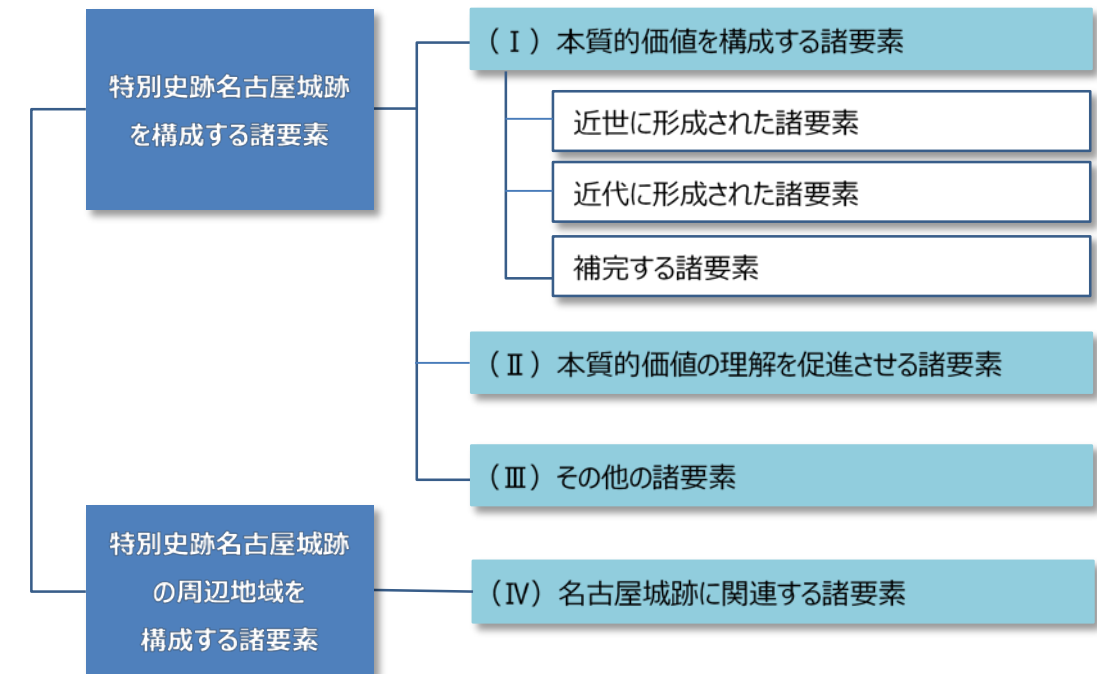 特別史跡名古屋城跡
を構成する諸要素
（Ⅰ）本質的価値を構成する諸要素
近世に形成された諸要素
近代に形成された諸要素
補完する諸要素
（Ⅱ）本質的価値の理解を促進させる諸要素
（Ⅲ）その他の諸要素
特別史跡名古屋城跡
の周辺地域を
構成する諸要素
（Ⅳ）名古屋城跡に関連する諸要素